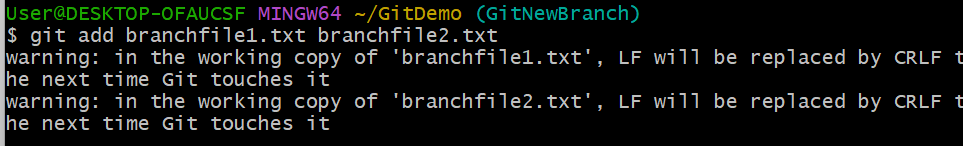 User@DESKTOP-OFAUCSF MINGW64 ~/GitDemo (GitNewBranch)
$ git add branchfile1.txt branchfile2.txt
warning: in the working copy of 'branchfile1.txt', LF will be replaced by CRLF t
he next time Git touches it
warning: in the working copy of 'branchfile2.txt', LF will be replaced by CRLF t
he next time Git touches it